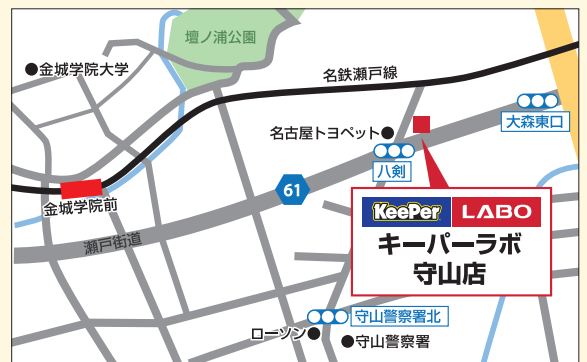 壇ノ浦公園
金城学院大学
名鉄瀬戸線
大森東口
名古屋トヨペット
八剣
61
金城学院前
瀬戸街道
KeePer LABO
キーパーラボ
守山店
守山警察署北
ローソン
守山警察署